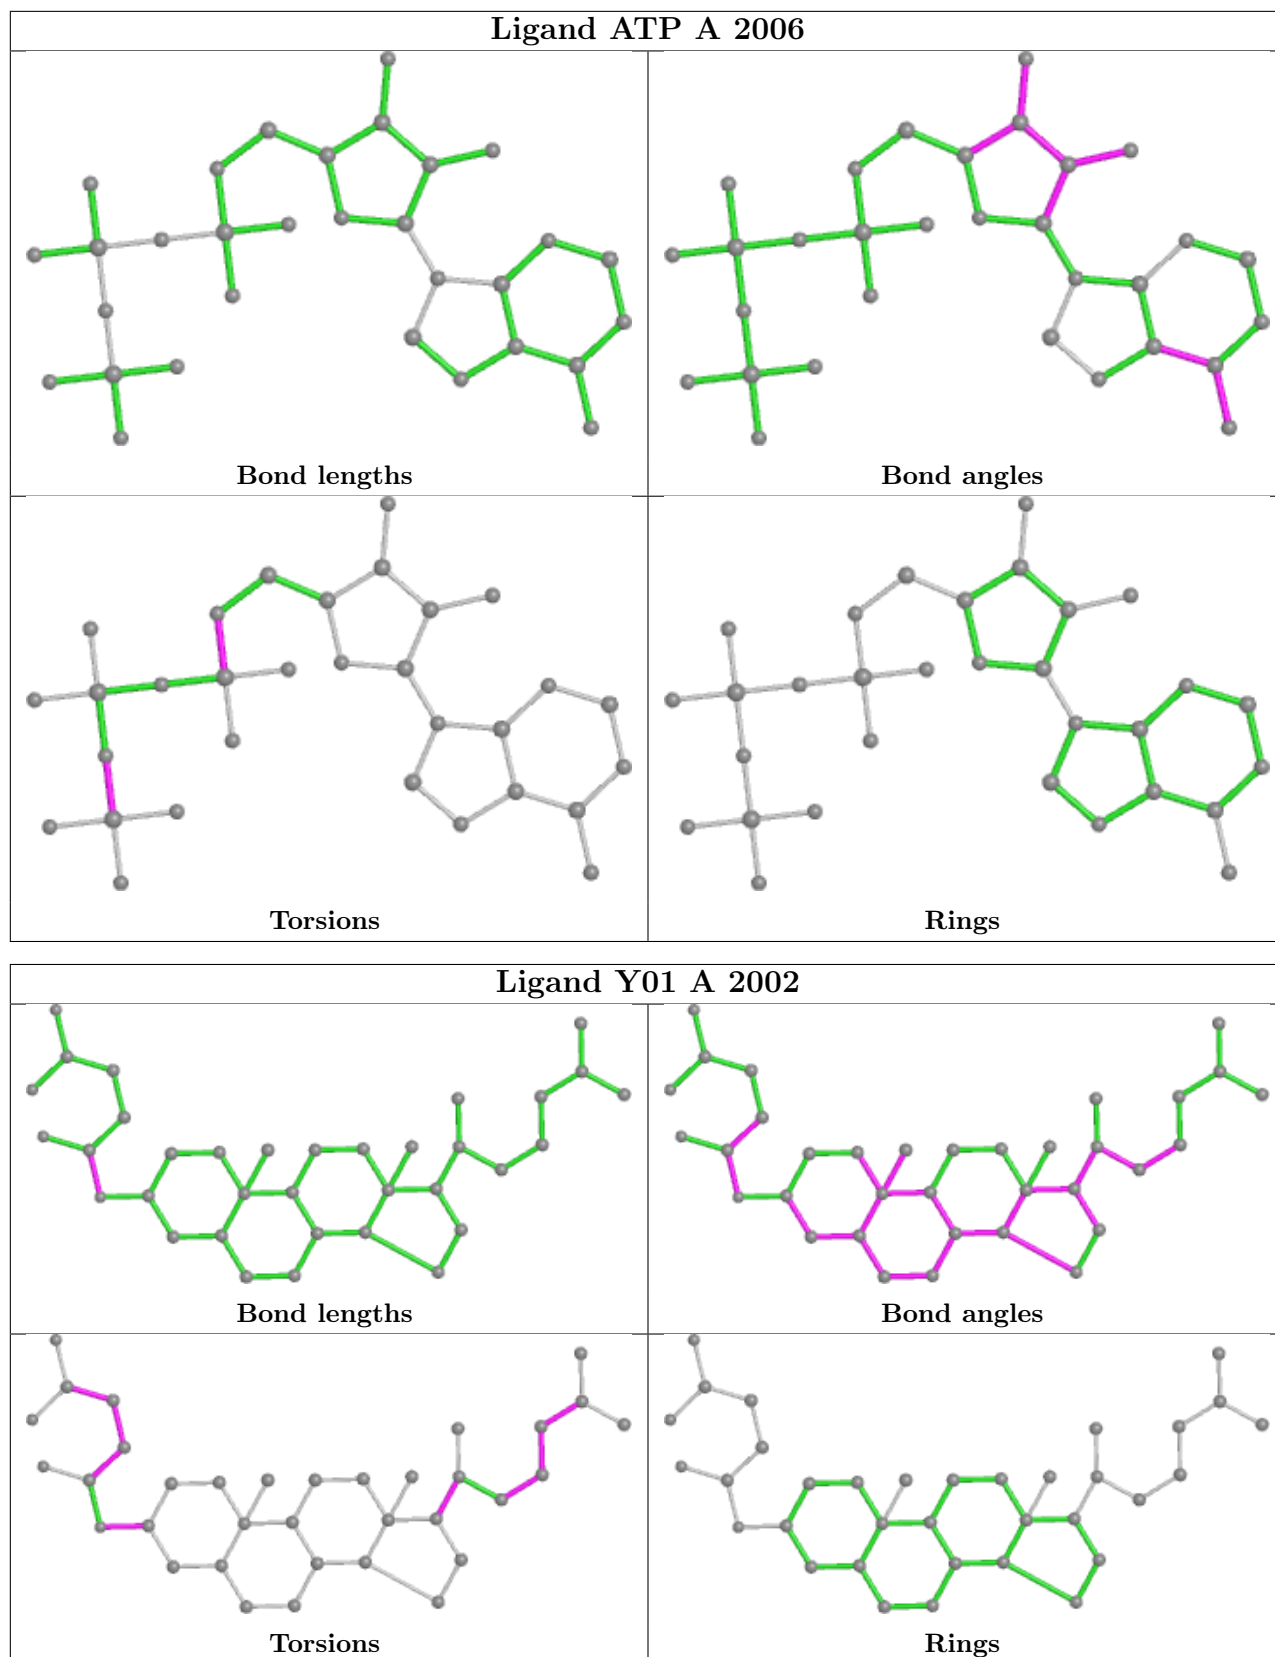 Ligand ATP A 2006
Bond lengths
Bond angles
Torsions
Rings
Ligand Y01 A 2002
Bond lengths
Bond angles
Torsions
Rings